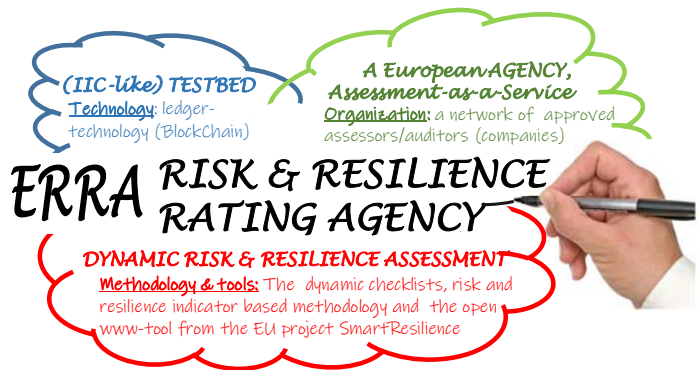 (IIC-like) TESTBED
Technology: ledger-
technology (BlockChain)
A European AGENCY,
Assessment-as-a-Service
Organization: a network of approved
assessors/auditors (companies)
ERRA
RISK & RESILIENCE
RATING AGENCY
DYNAMIC RISK & RESILIENCE ASSESSMENT
Methodology & tools: The dynamic checklists, risk and
resilience indicator based methodology and the open
www-tool from the EU project SmartResilience